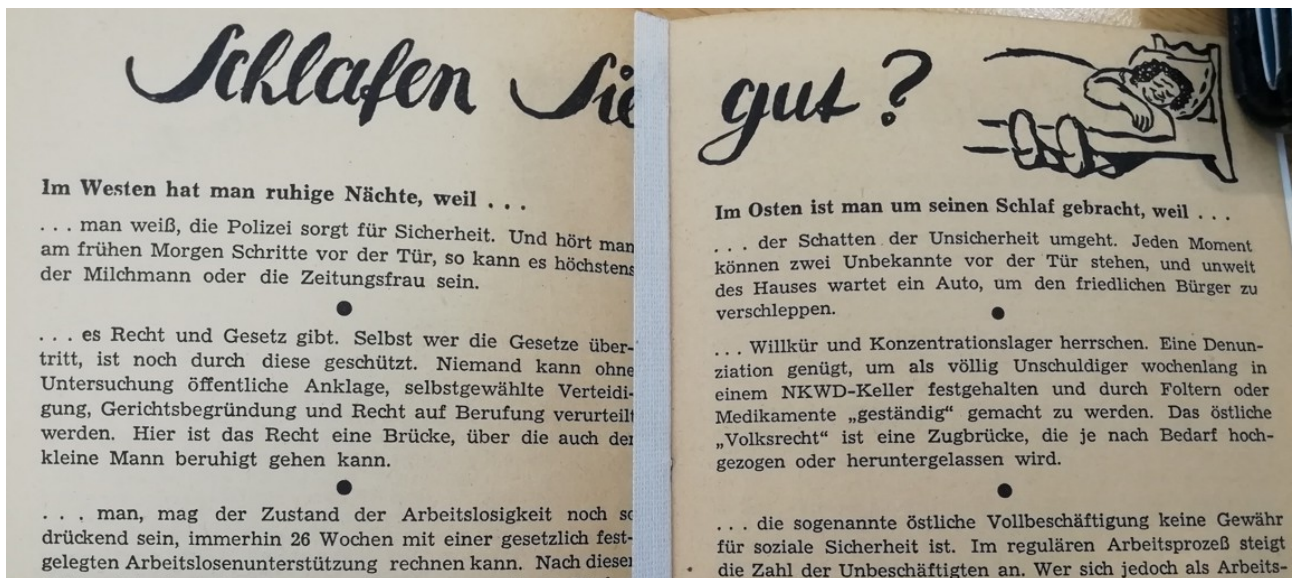 Schlafen Sie gut?
Im Westen hat man ruhige Nächte, weil . . .
. . . man weiß, die Polizei sorgt für Sicherheit. Und hört man
am frühen Morgen Schritte vor der Tür, so kann es höchstens
der Milchmann oder die Zeitungsfrau sein.
. . . es Recht und Gesetz gibt. Selbst wer die Gesetze über-
tritt, ist noch durch diese geschützt. Niemand kann ohne
Untersuchung öffentliche Anklage, selbstgewählte Verteidi-
gung, Gerichtsbegründung und Recht auf Berufung verurteilt
werden. Hier ist das Recht eine Brücke, über die auch der
kleine Mann beruhigt gehen kann.
. . . man, mag der Zustand der Arbeitslosigkeit noch so
drückend sein, immerhin 26 Wochen mit einer gesetzlich fest-
gelegten Arbeitslosenunterstützung rechnen kann. Nach dieser
Im Osten ist man um seinen Schlaf gebracht, weil . . .
. . . der Schatten der Unsicherheit umgeht. Jeden Moment
können zwei Unbekannte vor der Tür stehen, und unweit
des Hauses wartet ein Auto, um den friedlichen Bürger zu
verschleppen.
. . . Willkür und Konzentrationslager herrschen. Eine Denun-
ziation genügt, um als völlig Unschuldiger wochenlang in
einem NKWD-Keller festgehalten und durch Foltern oder
Medikamente „geständig“ gemacht zu werden. Das östliche
„Volksrecht“ ist eine Zugbrücke, die je nach Bedarf hoch-
gezogen oder heruntergelassen wird.
. . . die sogenannte östliche Vollbeschäftigung keine Gewähr
für soziale Sicherheit ist. Im regulären Arbeitsprozeß steigt
die Zahl der Unbeschäftigten an. Wer sich jedoch als Arbeits-